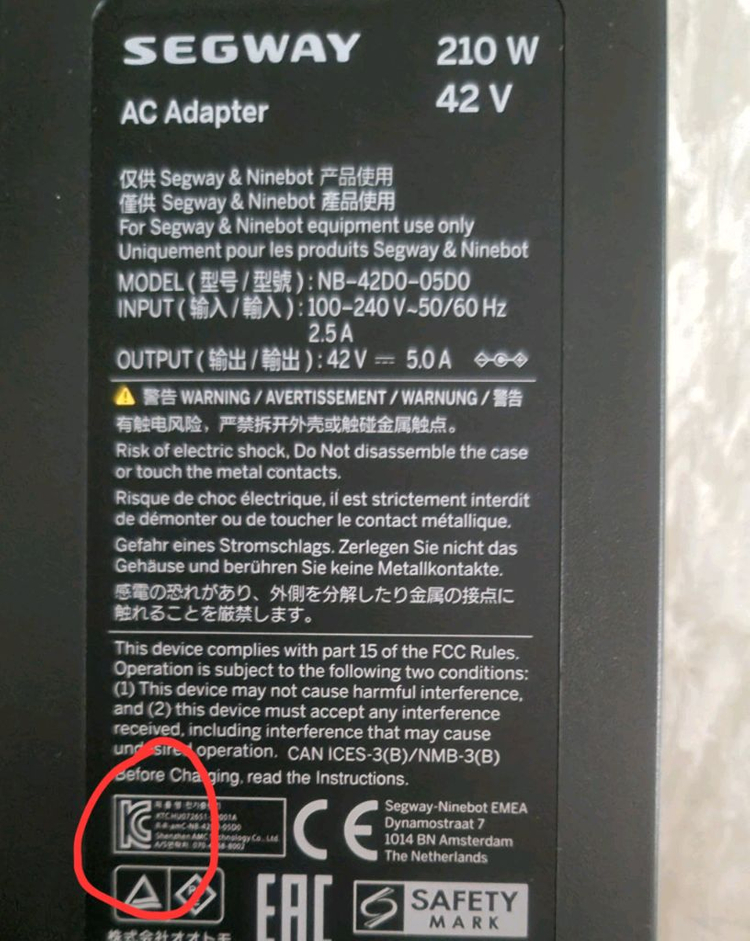 SEGWAY
210 W
42 V
AC Adapter
仅供 Segway & Ninebot 产品使用
僅供 Segway & Ninebot 產品使用
For Segway & Ninebot equipment use only
Uniquement pour les produits Segway & Ninebot
MODEL ( 型号 / 型號 ) : NB-42D0-05D0
INPUT ( 输入 / 輸入 ) : 100-240 V~50/60 Hz
2.5 A
OUTPUT ( 输出 / 輸出 ) : 42 V ⎓ 5.0 A
警告 WARNING / AVERTISSEMENT / WARNUNG / 警告
有触电风险，严禁拆开外壳或触碰金属触点。
Risk of electric shock, Do Not disassemble the case
or touch the metal contacts.
Risque de choc électrique, il est strictement interdit
de démonter ou de toucher le contact métallique.
Gefahr eines Stromschlags. Zerlegen Sie nicht das
Gehäuse und berühren Sie keine Metallkontakte.
感電の恐れがあり、外側を分解したり金属の接点に
触れることを厳禁します。
This device complies with part 15 of the FCC Rules.
Operation is subject to the following two conditions:
(1) This device may not cause harmful interference,
and (2) this device must accept any interference
received, including interference that may cause
undesired operation. CAN ICES-3(B)/NMB-3(B)
Before Charging, read the Instructions.
Shenzhen AMC Technology Co., Ltd.
CE
Segway-Ninebot EMEA
Dynamostraat 7
1014 BN Amsterdam
The Netherlands
EAC
SAFETY
MARK